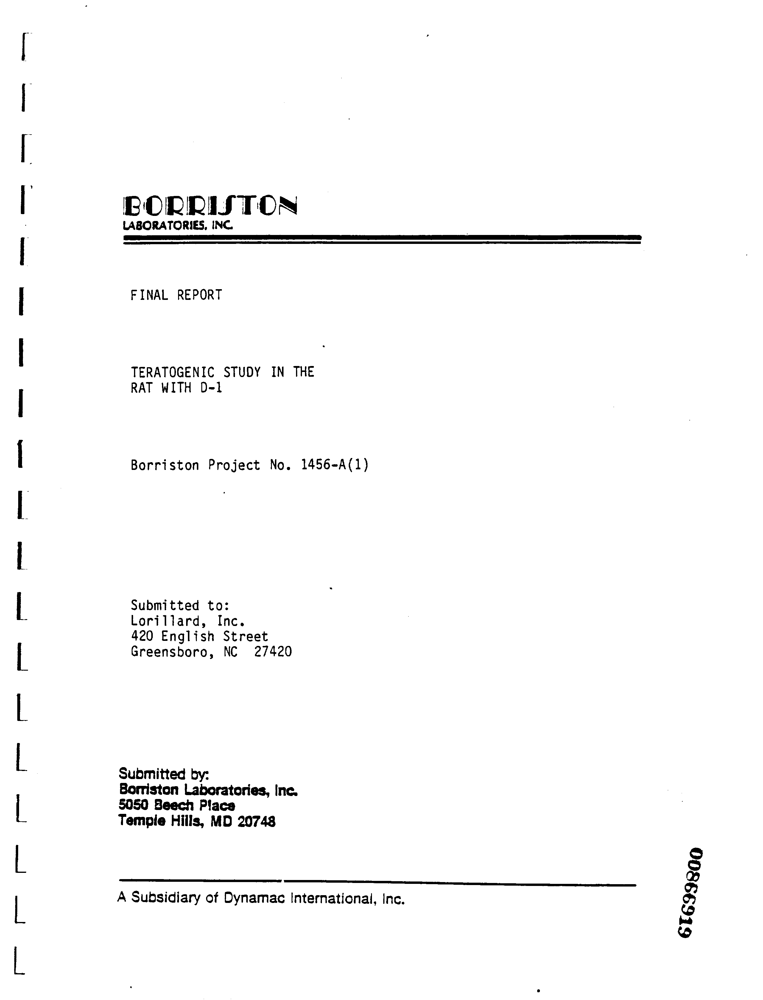 BORRISTON
LABORATORIES, INC.
FINAL REPORT
TERATOGENIC STUDY IN THE
RAT WITH D-1
Borriston Project No. 1456-A(1)
Submitted to:
Lorillard, Inc.
420 English Street
Greensboro, NC 27420
Submitted by:
Borriston Laboratories, Inc.
5050 Beech Place
Temple Hills, MD 20748
A Subsidiary of Dynamac International, Inc.
00866919